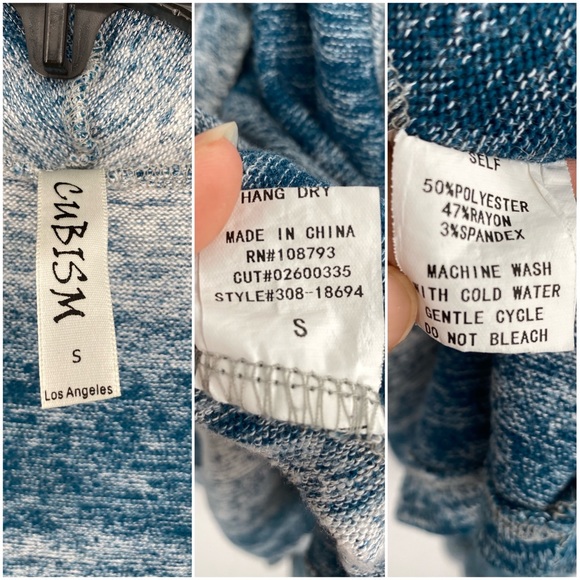 CUBISM
S
Los Angeles
HANG DRY
MADE IN CHINA
RN#108793
CUT#02600335
STYLE#308-18694
S
SELF
50%POLYESTER
47%RAYON
3%SPANDEX
MACHINE WASH
WITH COLD WATER
GENTLE CYCLE
DO NOT BLEACH